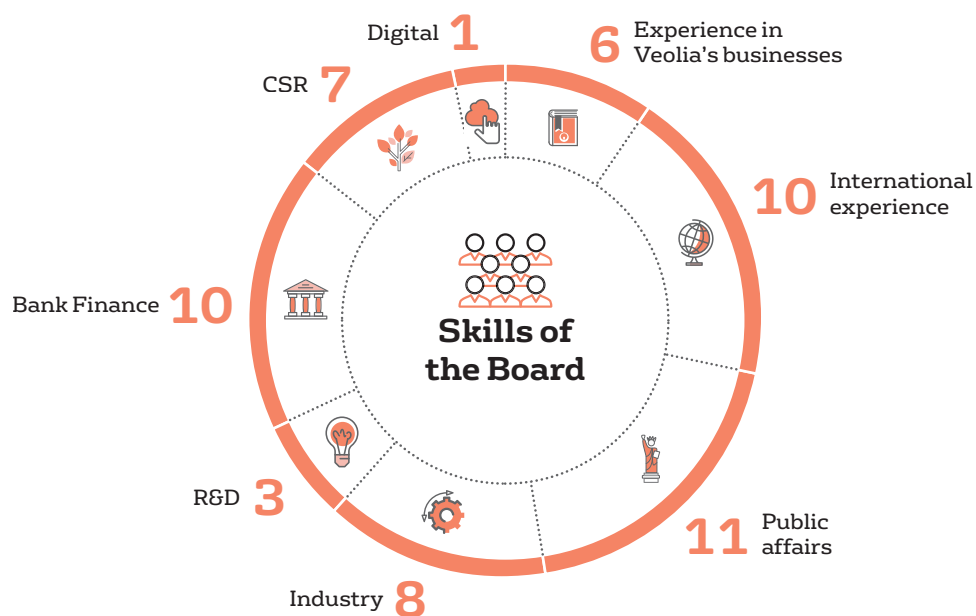 Digital 1
6 Experience in
Veolia's businesses
CSR 7
10 International
experience
Skills of
the Board
Bank Finance 10
R&D 3
11 Public
affairs
Industry 8